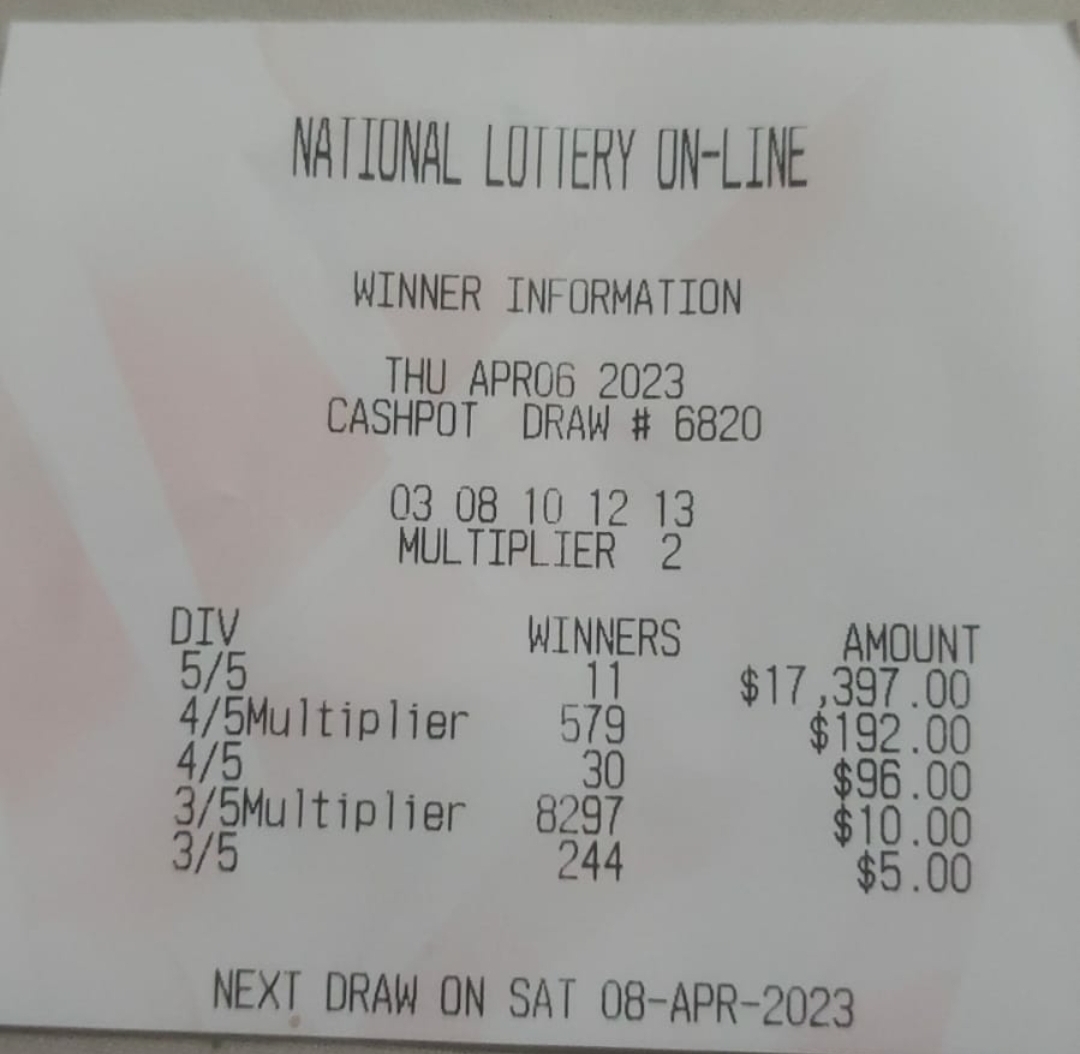 NATIONAL LOTTERY ON-LINE
WINNER INFORMATION
THU APR06 2023
CASHPOT DRAW # 6820
03 08 10 12 13
MULTIPLIER 2
DIV WINNERS AMOUNT
5/5 11 $17,397.00
4/5Multiplier 579 $192.00
4/5 30 $96.00
3/5Multiplier 8297 $10.00
3/5 244 $5.00
NEXT DRAW ON SAT 08-APR-2023